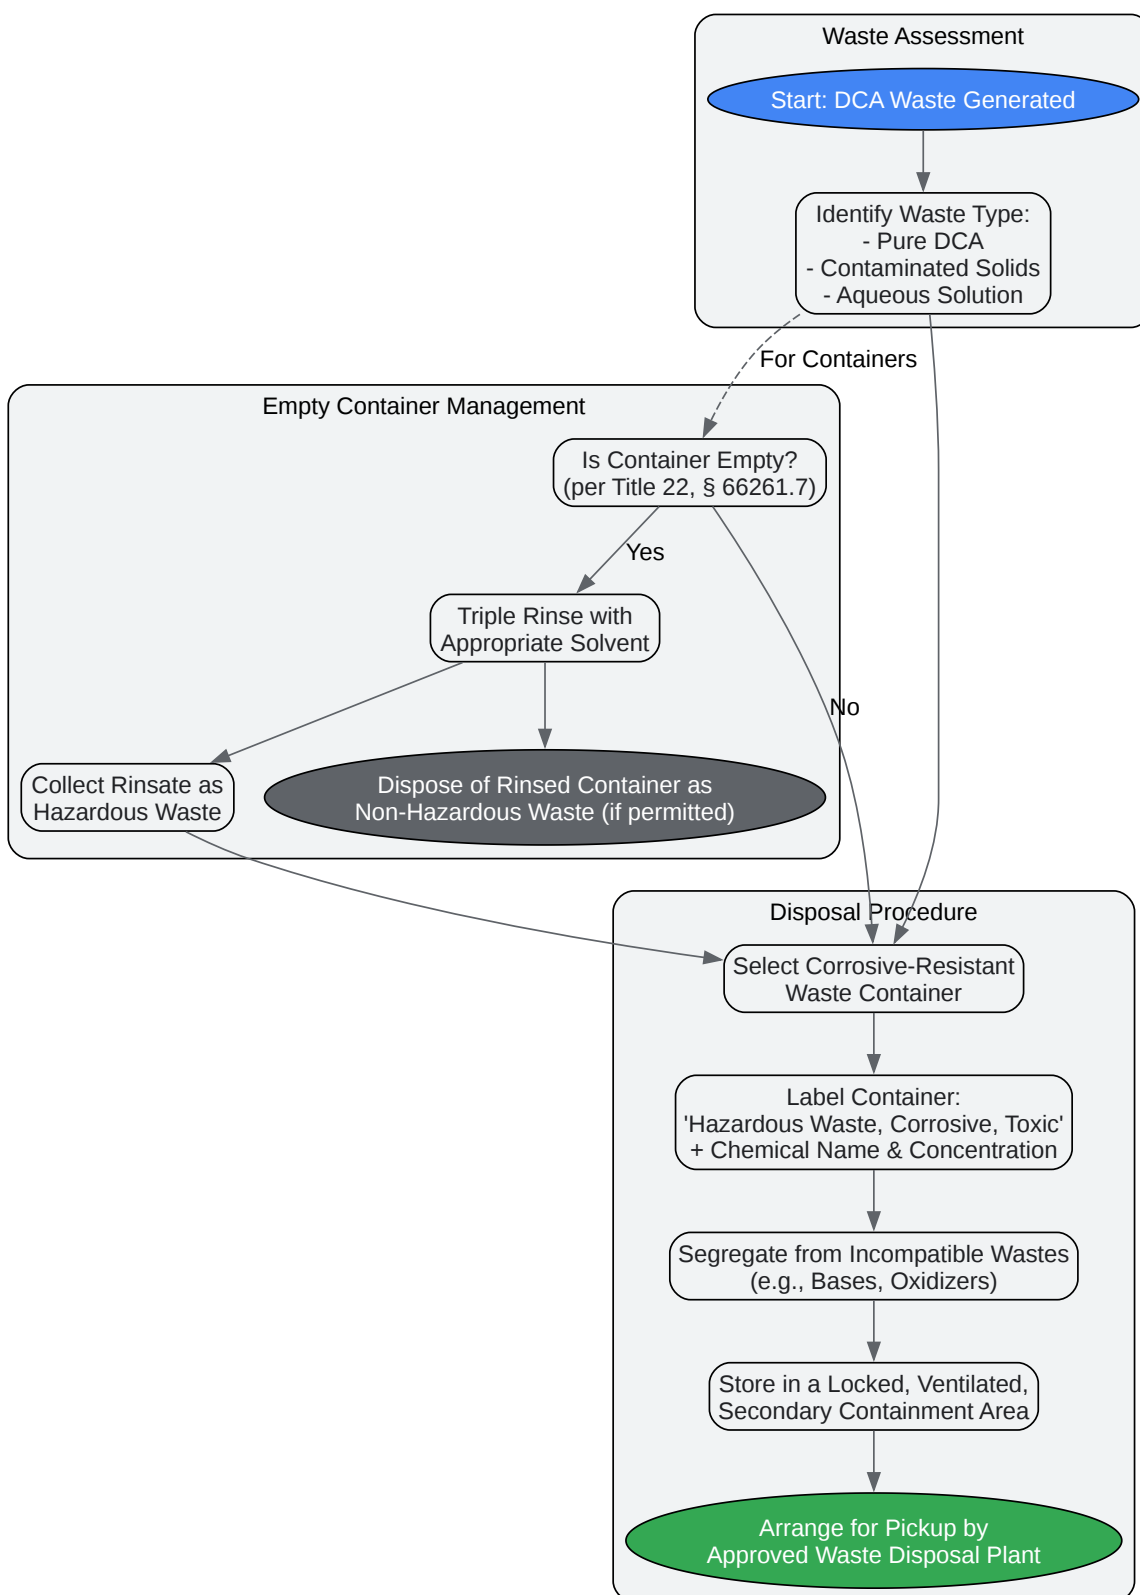 Waste Assessment
Start: DCA Waste Generated
Identify Waste Type:
- Pure DCA
- Contaminated Solids
- Aqueous Solution
For Containers
Empty Container Management
Is Container Empty?
(per Title 22, § 66261.7)
Yes
Triple Rinse with
Appropriate Solvent
No
Collect Rinsate as
Hazardous Waste
Dispose of Rinsed Container as
Non-Hazardous Waste (if permitted)
Disposal Procedure
Select Corrosive-Resistant
Waste Container
Label Container:
'Hazardous Waste, Corrosive, Toxic'
+ Chemical Name & Concentration
Segregate from Incompatible Wastes
(e.g., Bases, Oxidizers)
Store in a Locked, Ventilated,
Secondary Containment Area
Arrange for Pickup by
Approved Waste Disposal Plant